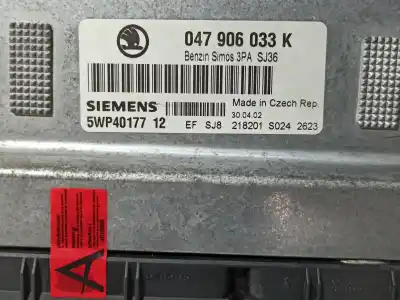 047 906 033 K
Benzin Simos 3PA SJ36
SIEMENS
Made in Czech Rep.
30.04.02
5WP40177 12
EF SJ8 218201 S024 2623
A